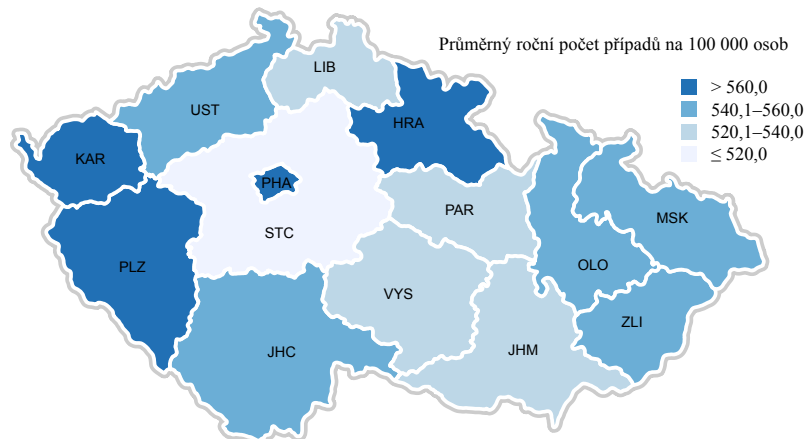 Průměrný roční počet případů na 100 000 osob
> 560,0
540,1–560,0
520,1–540,0
≤ 520,0
LIB
UST
HRA
KAR
PHA
PAR
MSK
STC
PLZ
OLO
VYS
ZLI
JHC
JHM